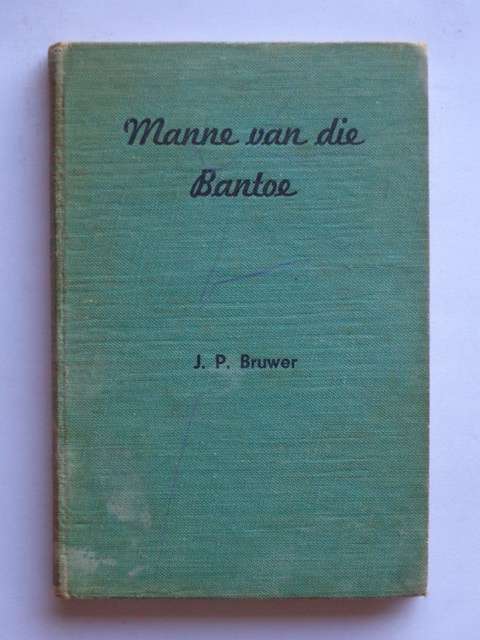 Manne van die
Bantoe
J. P. Bruwer